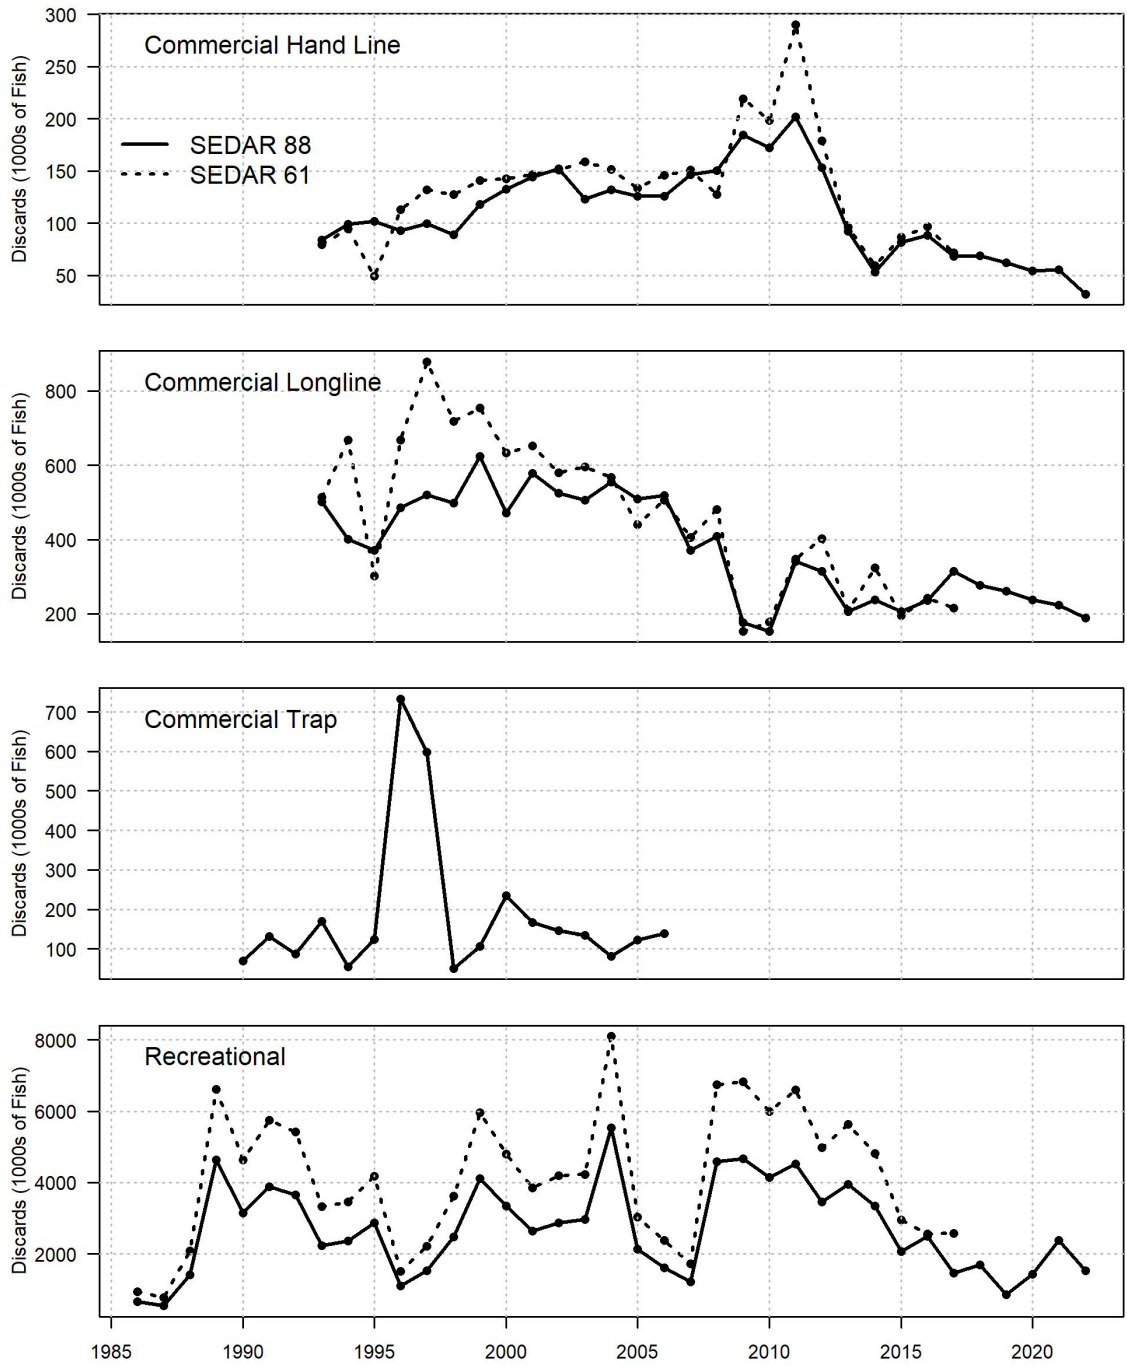 Commercial Hand Line
SEDAR 88
SEDAR 61
Discards (1000s of Fish)
300
250
200
150
100
50
Commercial Longline
Discards (1000s of Fish)
800
600
400
200
Commercial Trap
Discards (1000s of Fish)
700
600
500
400
300
200
100
Recreational
Discards (1000s of Fish)
8000
6000
4000
2000
1985 1990 1995 2000 2005 2010 2015 2020